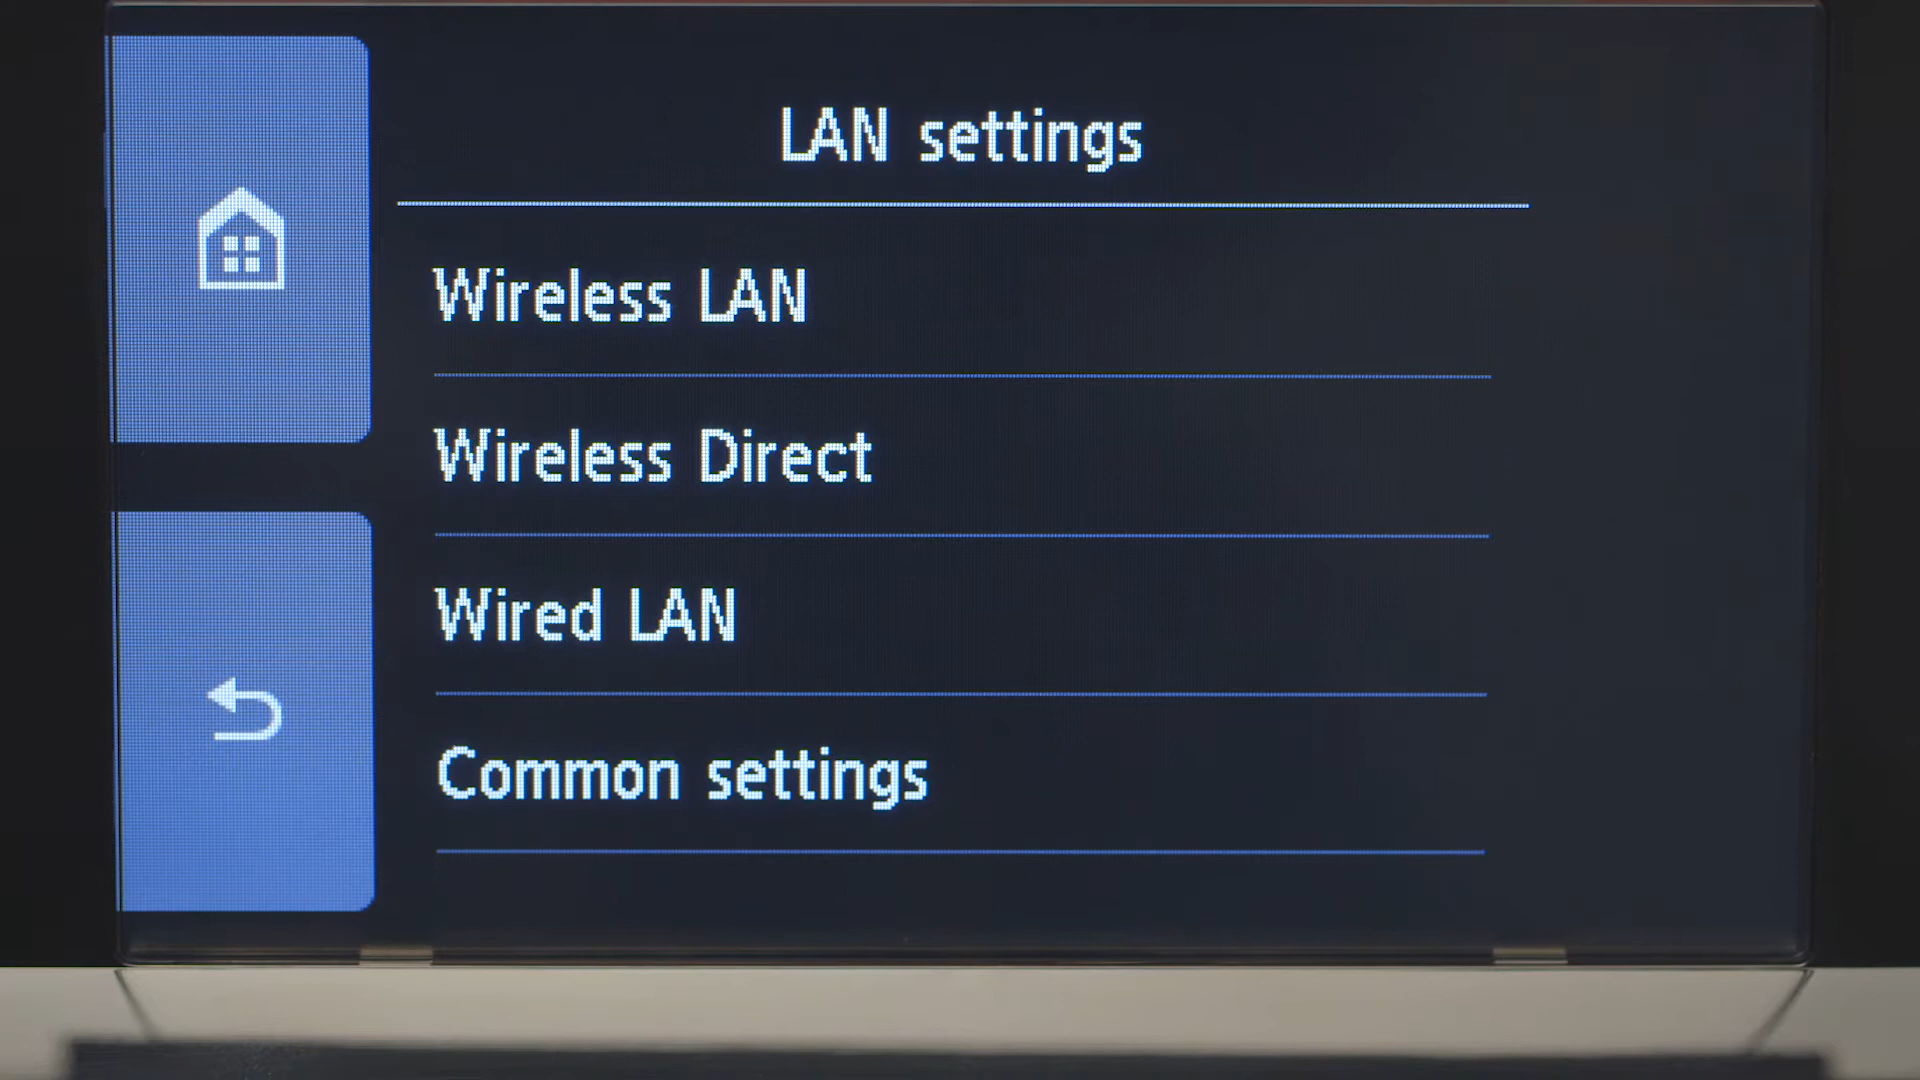 LAN settings
Wireless LAN
Wireless Direct
Wired LAN
Common settings